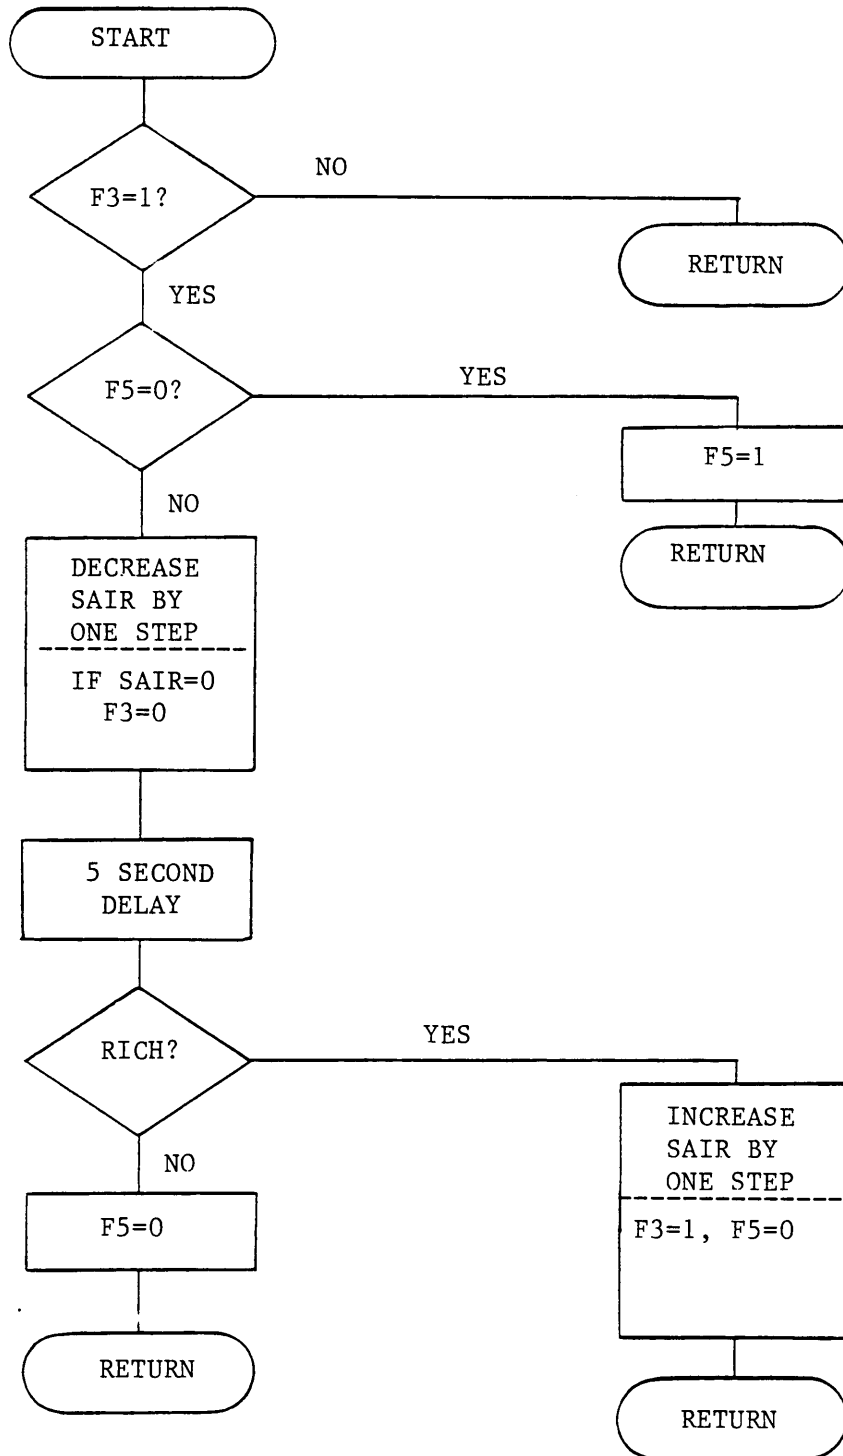 START
F3=1?
NO
RETURN
YES
F5=0?
YES
F5=1
RETURN
NO
DECREASE
SAIR BY
ONE STEP
IF SAIR=0
F3=0
5 SECOND
DELAY
RICH?
YES
INCREASE
SAIR BY
ONE STEP
F3=1, F5=0
RETURN
NO
F5=0
RETURN